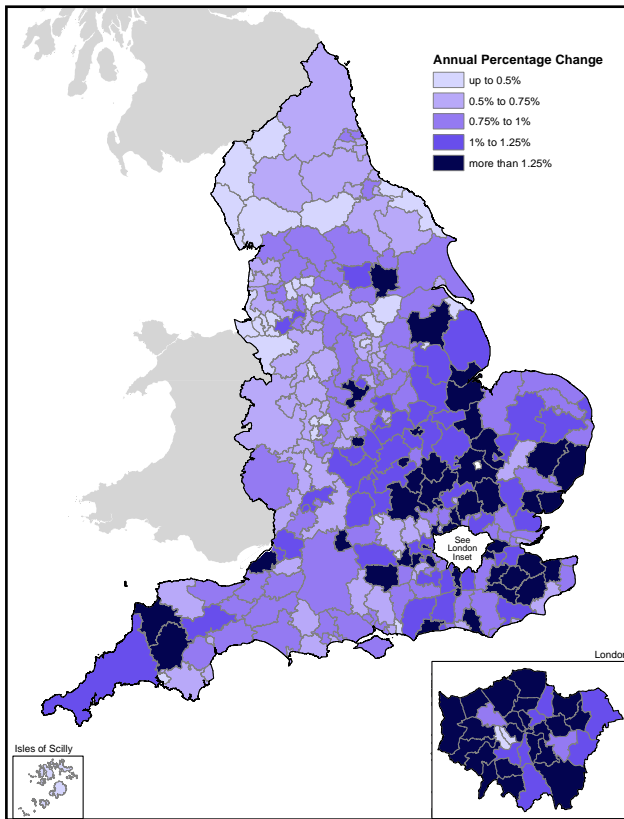 Annual Percentage Change
up to 0.5%
0.5% to 0.75%
0.75% to 1%
1% to 1.25%
more than 1.25%
See
London
Inset
London
Isles of Scilly